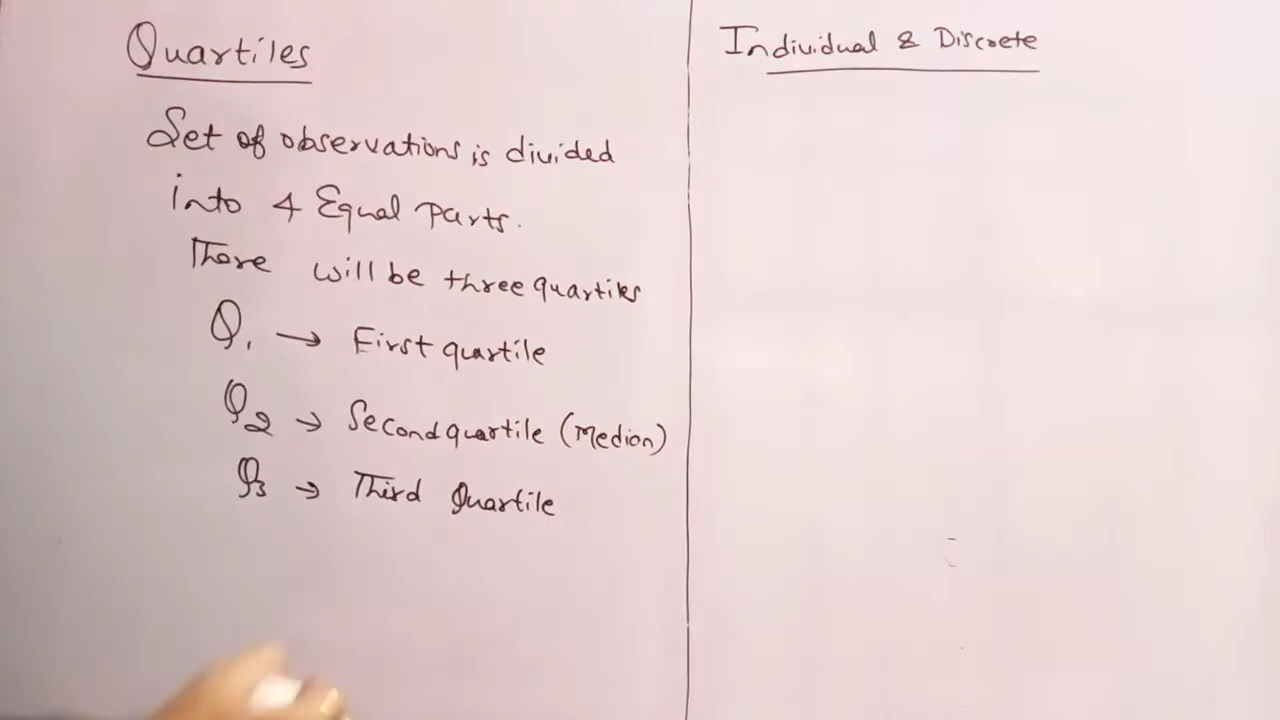 Quartiles
Set of observations is divided
into 4 Equal Parts.
There will be three quartiles
Q1 → First quartile
Q2 → Second quartile (Median)
Q3 → Third Quartile
Individual & Discrete